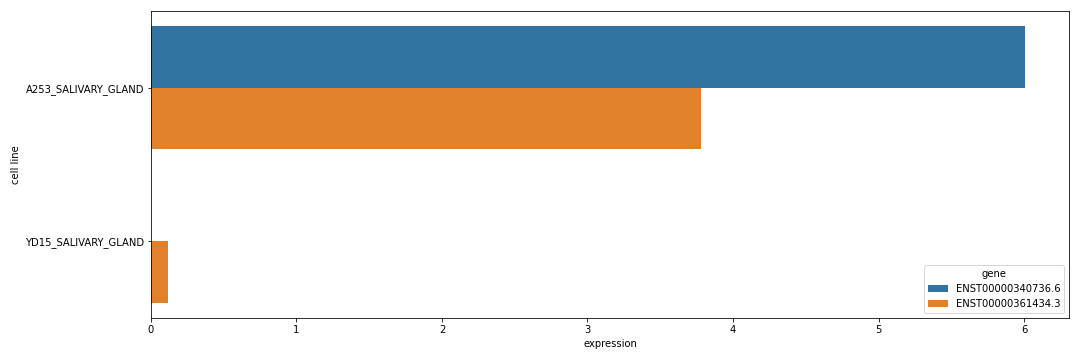 cell line
A253_SALIVARY_GLAND
YD15_SALIVARY_GLAND
gene
ENST00000340736.6
ENST00000361434.3
0 1 2 3 4 5 6
expression